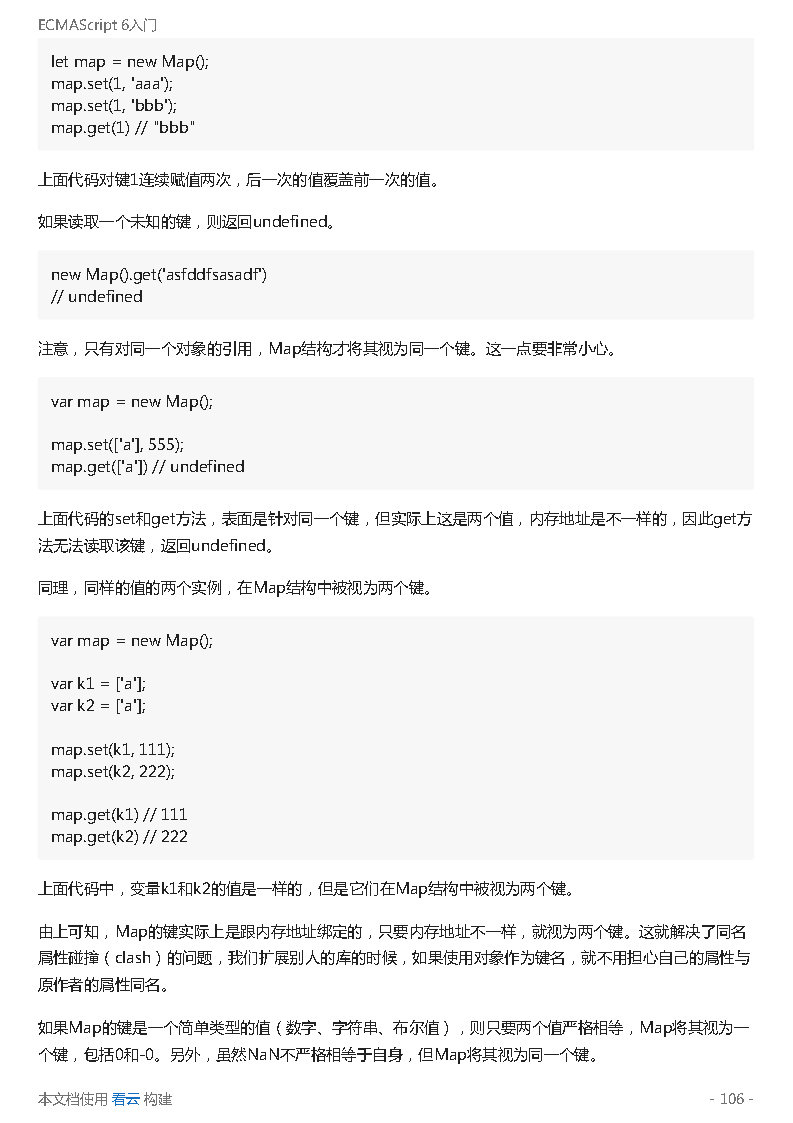 ECMAScript 6入门
let map = new Map();
map.set(1, 'aaa');
map.set(1, 'bbb');
map.get(1) // "bbb"
上面代码对键1连续赋值两次，后一次的值覆盖前一次的值。
如果读取一个未知的键，则返回undefined。
new Map().get('asfddfsasadf')
// undefined
注意，只有对同一个对象的引用，Map结构才将其视为同一个键。这一点要非常小心。
var map = new Map();
map.set(['a'], 555);
map.get(['a']) // undefined
上面代码的set和get方法，表面是针对同一个键，但实际上这是两个值，内存地址是不一样的，因此get方
法无法读取该键，返回undefined。
同理，同样的值的两个实例，在Map结构中被视为两个键。
var map = new Map();
var k1 = ['a'];
var k2 = ['a'];
map.set(k1, 111);
map.set(k2, 222);
map.get(k1) // 111
map.get(k2) // 222
上面代码中，变量k1和k2的值是一样的，但是它们在Map结构中被视为两个键。
由上可知，Map的键实际上是跟内存地址绑定的，只要内存地址不一样，就视为两个键。这就解决了同名
属性碰撞（clash）的问题，我们扩展别人的库的时候，如果使用对象作为键名，就不用担心自己的属性与
原作者的属性同名。
如果Map的键是一个简单类型的值（数字、字符串、布尔值），则只要两个值严格相等，Map将其视为一
个键，包括0和-0。另外，虽然NaN不严格相等于自身，但Map将其视为同一个键。
本文档使用 看云 构建 - 106 -